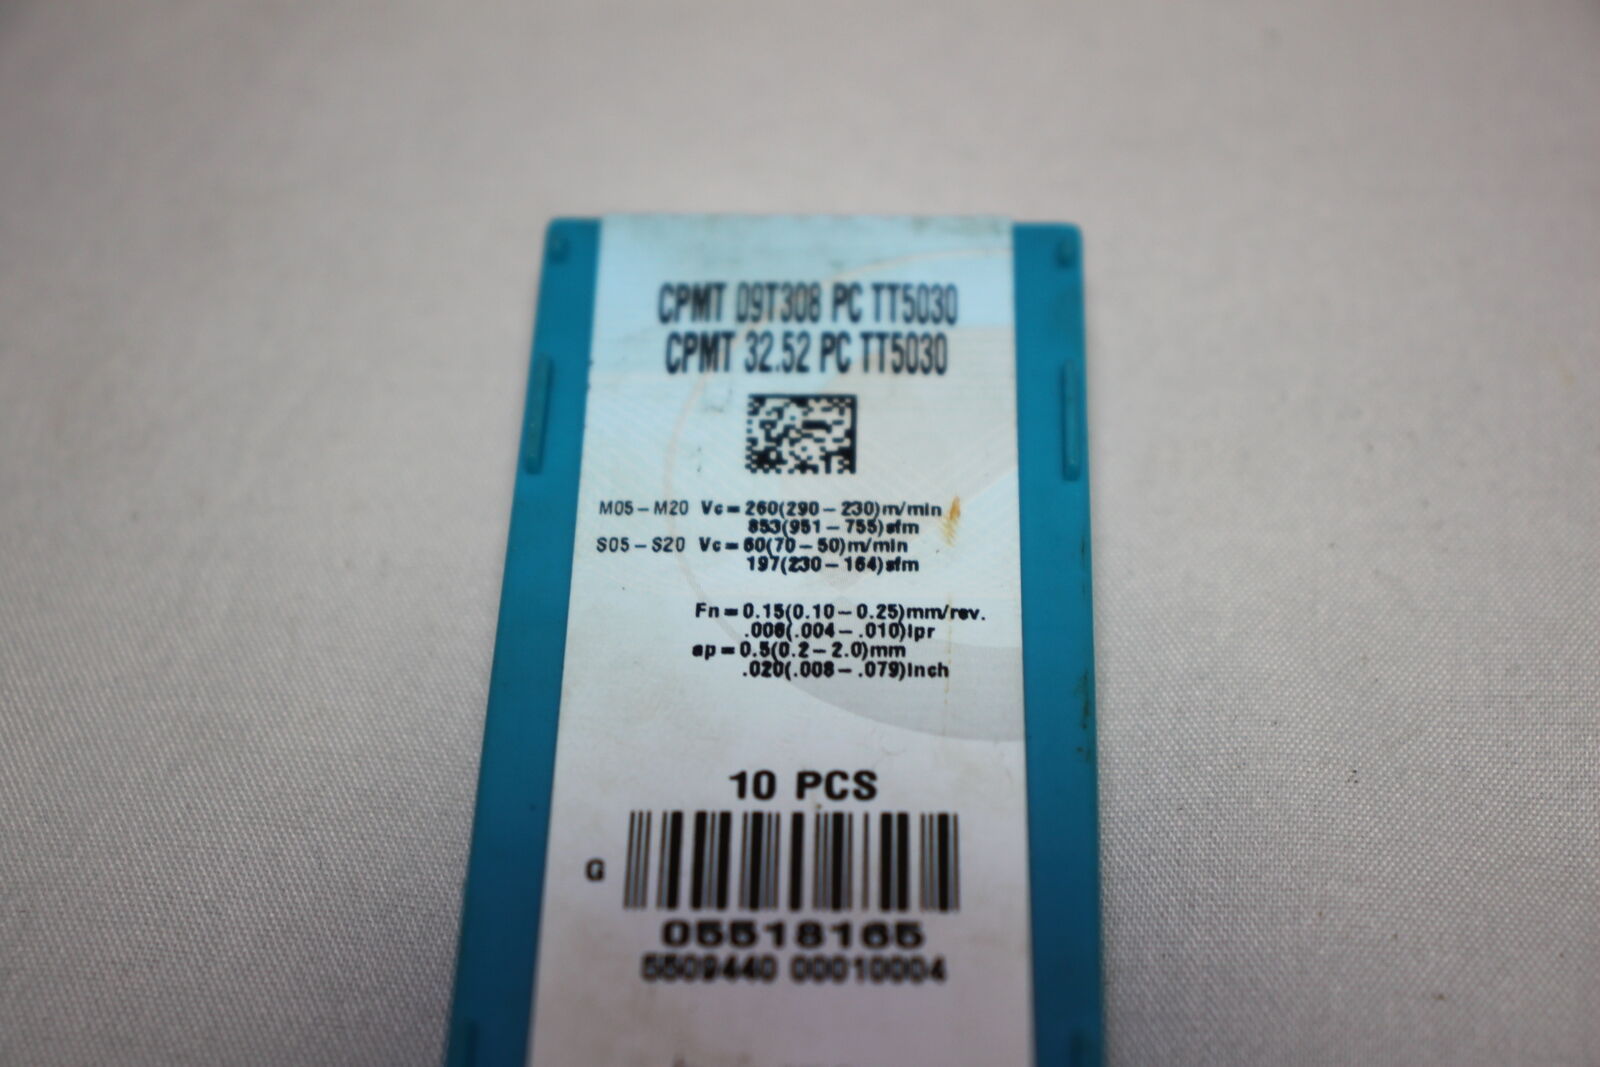 CPMT 09T308 PC TT5030
CPMT 32.52 PC TT5030
M05-M20 Vc=260(290-230)m/min
853(951-755)sfm
S05-S20 Vc=60(70-50)m/min
197(230-164)sfm
Fn=0.15(0.10-0.25)mm/rev.
.006(.004-.010)ipr
ap=0.5(0.2-2.0)mm
.020(.008-.079)inch
10 PCS
G
05518165
5509440 00010004